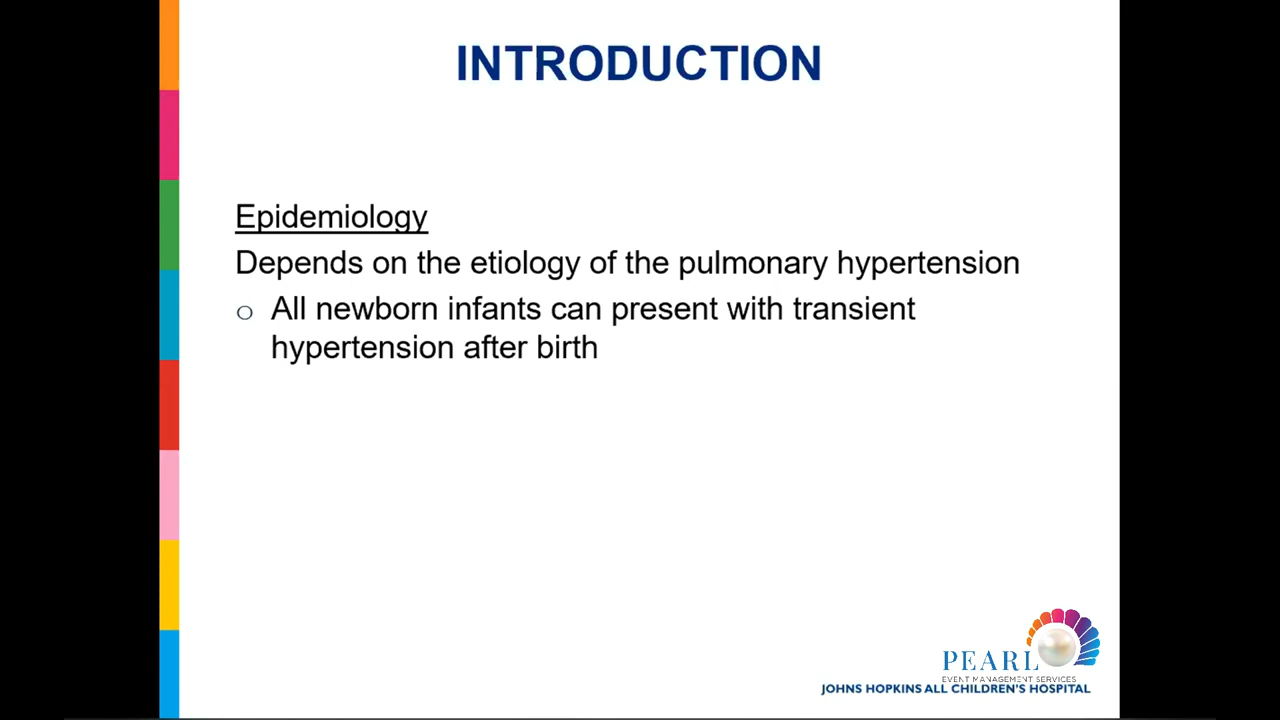 INTRODUCTION
Epidemiology
Depends on the etiology of the pulmonary hypertension
o All newborn infants can present with transient
hypertension after birth
PEARL
EVENT MANAGEMENT SERVICES
JOHNS HOPKINS ALL CHILDREN'S HOSPITAL